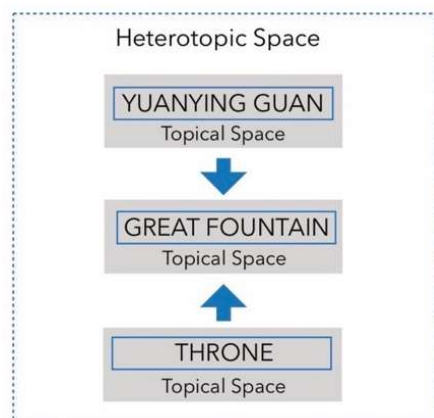 Heterotopic Space
YUANYING GUAN
Topical Space
GREAT FOUNTAIN
Topical Space
THRONE
Topical Space